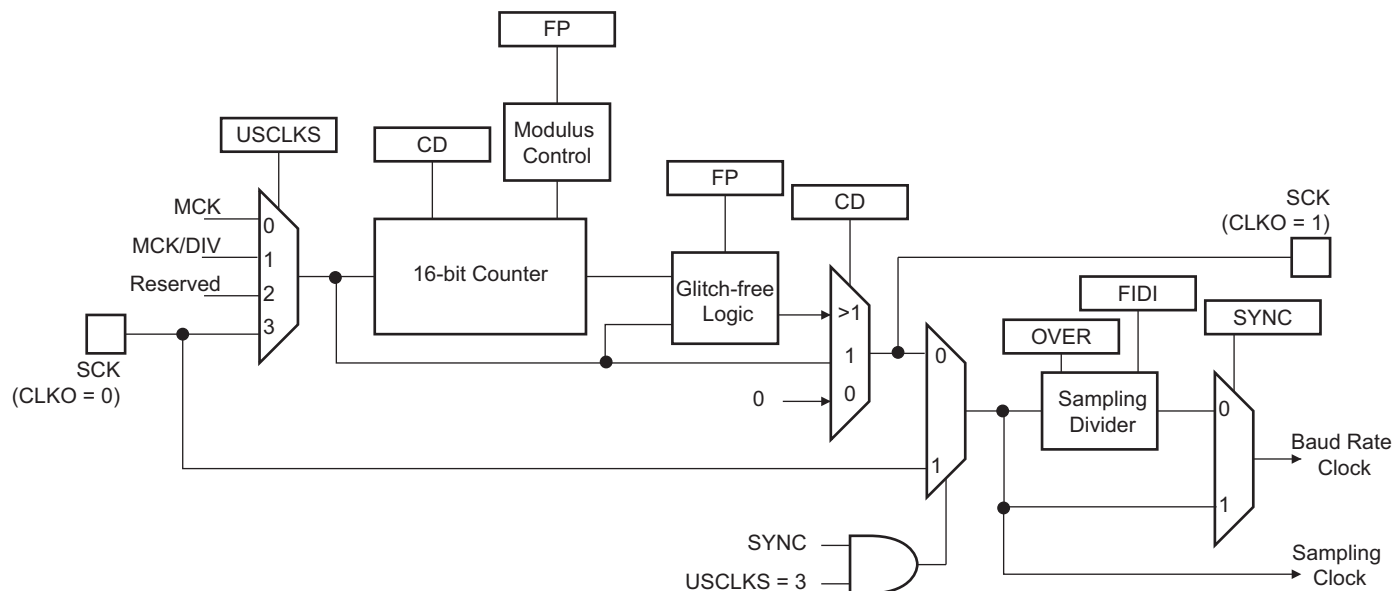 FP
USCLKS
CD
Modulus
Control
FP
CD
SCK
(CLKO = 1)
MCK
0
MCK/DIV
1
16-bit Counter
Reserved
2
Glitch-free
Logic
>1
FIDI
3
OVER
SYNC
SCK
(CLKO = 0)
1
0
0
0
Sampling
Divider
0
Baud Rate
Clock
1
1
SYNC
Sampling
Clock
USCLKS = 3